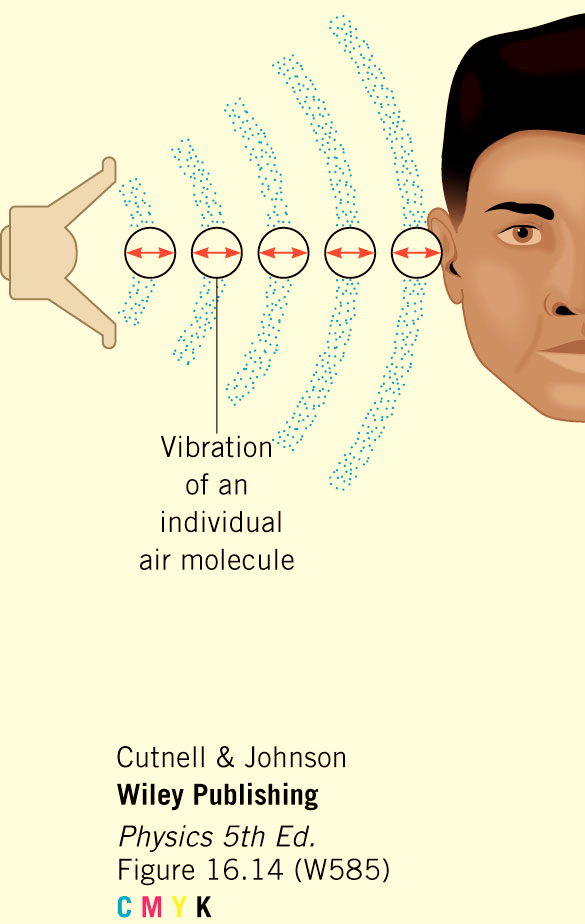 Vibration
of an
individual
air molecule
Cutnell & Johnson
Wiley Publishing
Physics 5th Ed.
Figure 16.14 (W585)
C M Y K